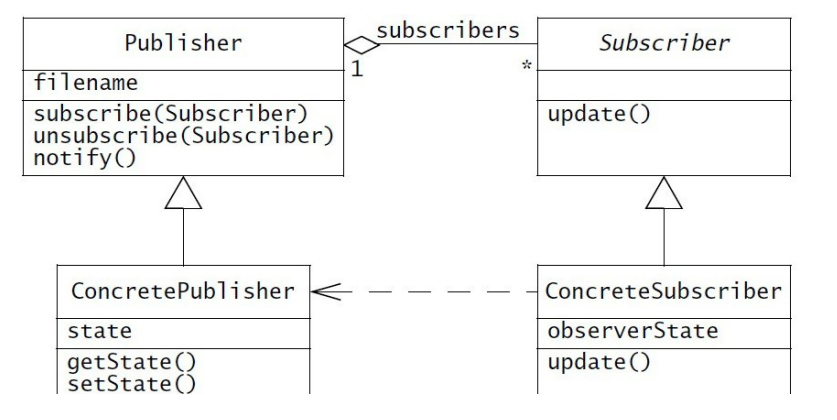 Publisher
filename
subscribe(Subscriber)
unsubscribe(Subscriber)
notify()
subscribers
1
*
Subscriber
update()
ConcretePublisher
state
getState()
setState()
ConcreteSubscriber
observerState
update()